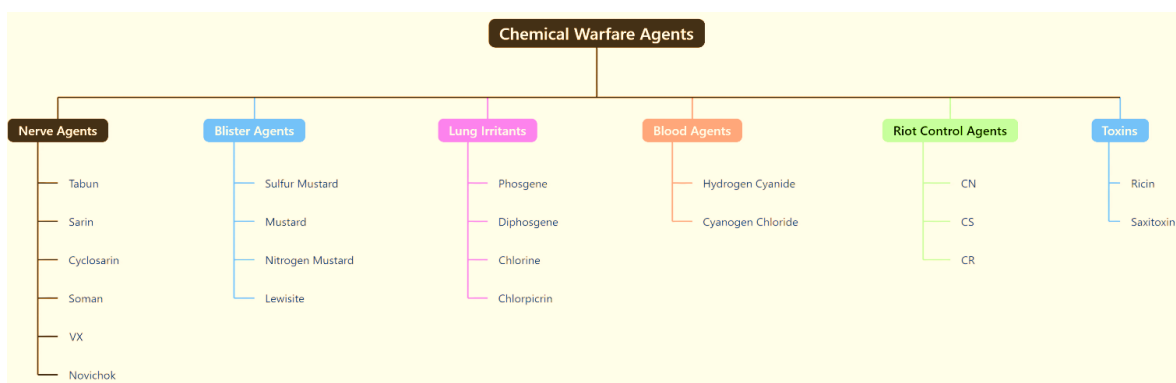 Chemical Warfare Agents
Nerve Agents
Tabun
Sarin
Cyclosarin
Soman
VX
Novichok
Blister Agents
Sulfur Mustard
Mustard
Nitrogen Mustard
Lewisite
Lung Irritants
Phosgene
Diphosgene
Chlorine
Chlorpicrin
Blood Agents
Hydrogen Cyanide
Cyanogen Chloride
Riot Control Agents
CN
CS
CR
Toxins
Ricin
Saxitoxin